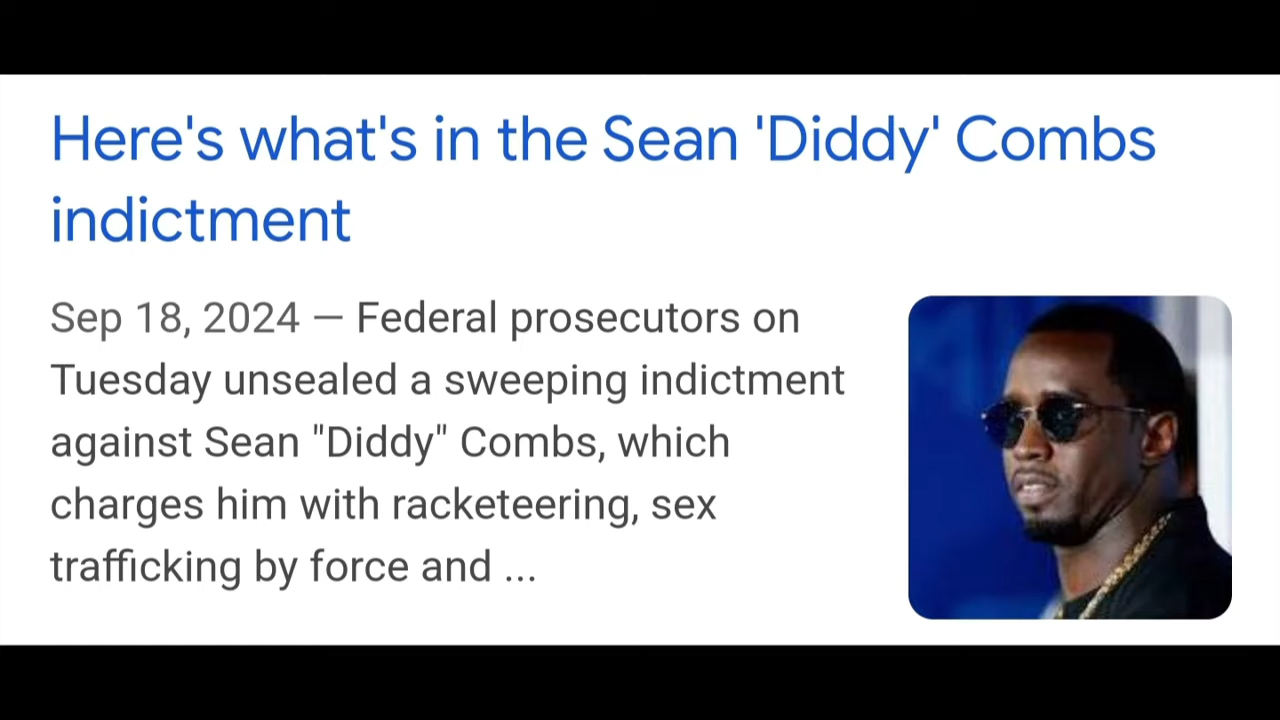 Here's what's in the Sean 'Diddy' Combs
indictment
Sep 18, 2024 — Federal prosecutors on
Tuesday unsealed a sweeping indictment
against Sean "Diddy" Combs, which
charges him with racketeering, sex
trafficking by force and ...